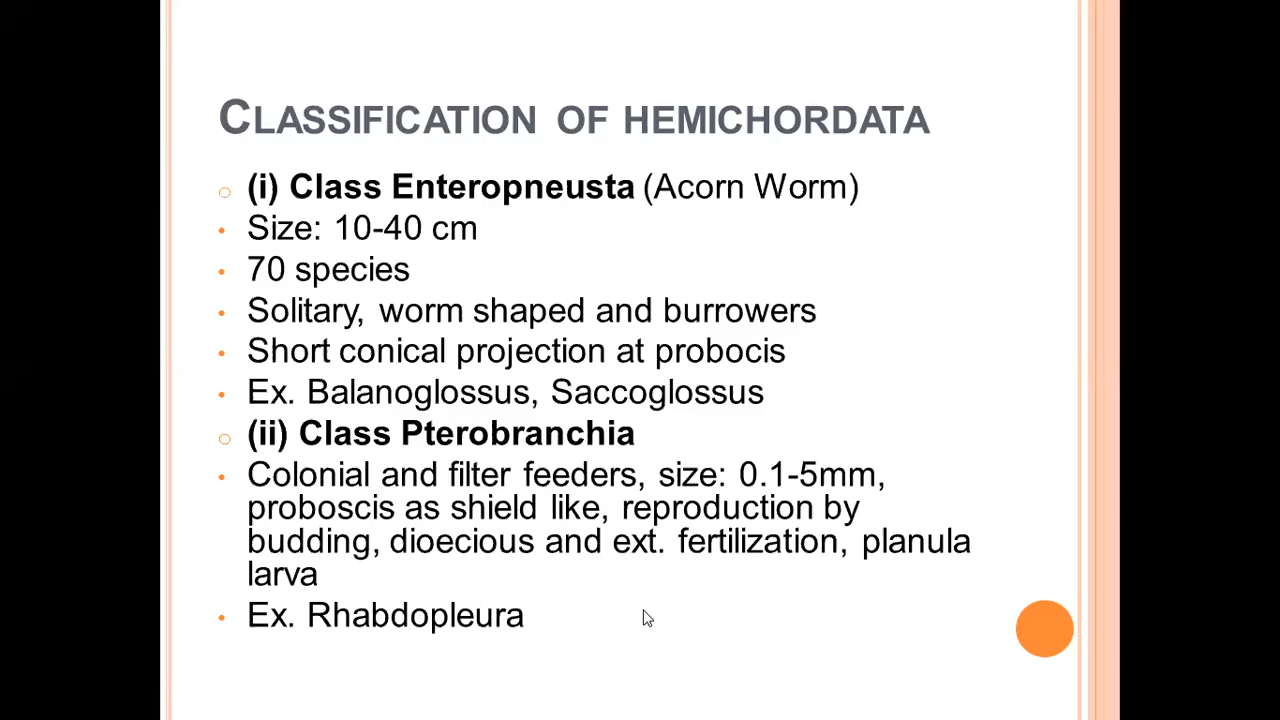 CLASSIFICATION OF HEMICHORDATA
(i) Class Enteropneusta (Acorn Worm)
Size: 10-40 cm
70 species
Solitary, worm shaped and burrowers
Short conical projection at probocis
Ex. Balanoglossus, Saccoglossus
(ii) Class Pterobranchia
Colonial and filter feeders, size: 0.1-5mm,
proboscis as shield like, reproduction by
budding, dioecious and ext. fertilization, planula
larva
Ex. Rhabdopleura